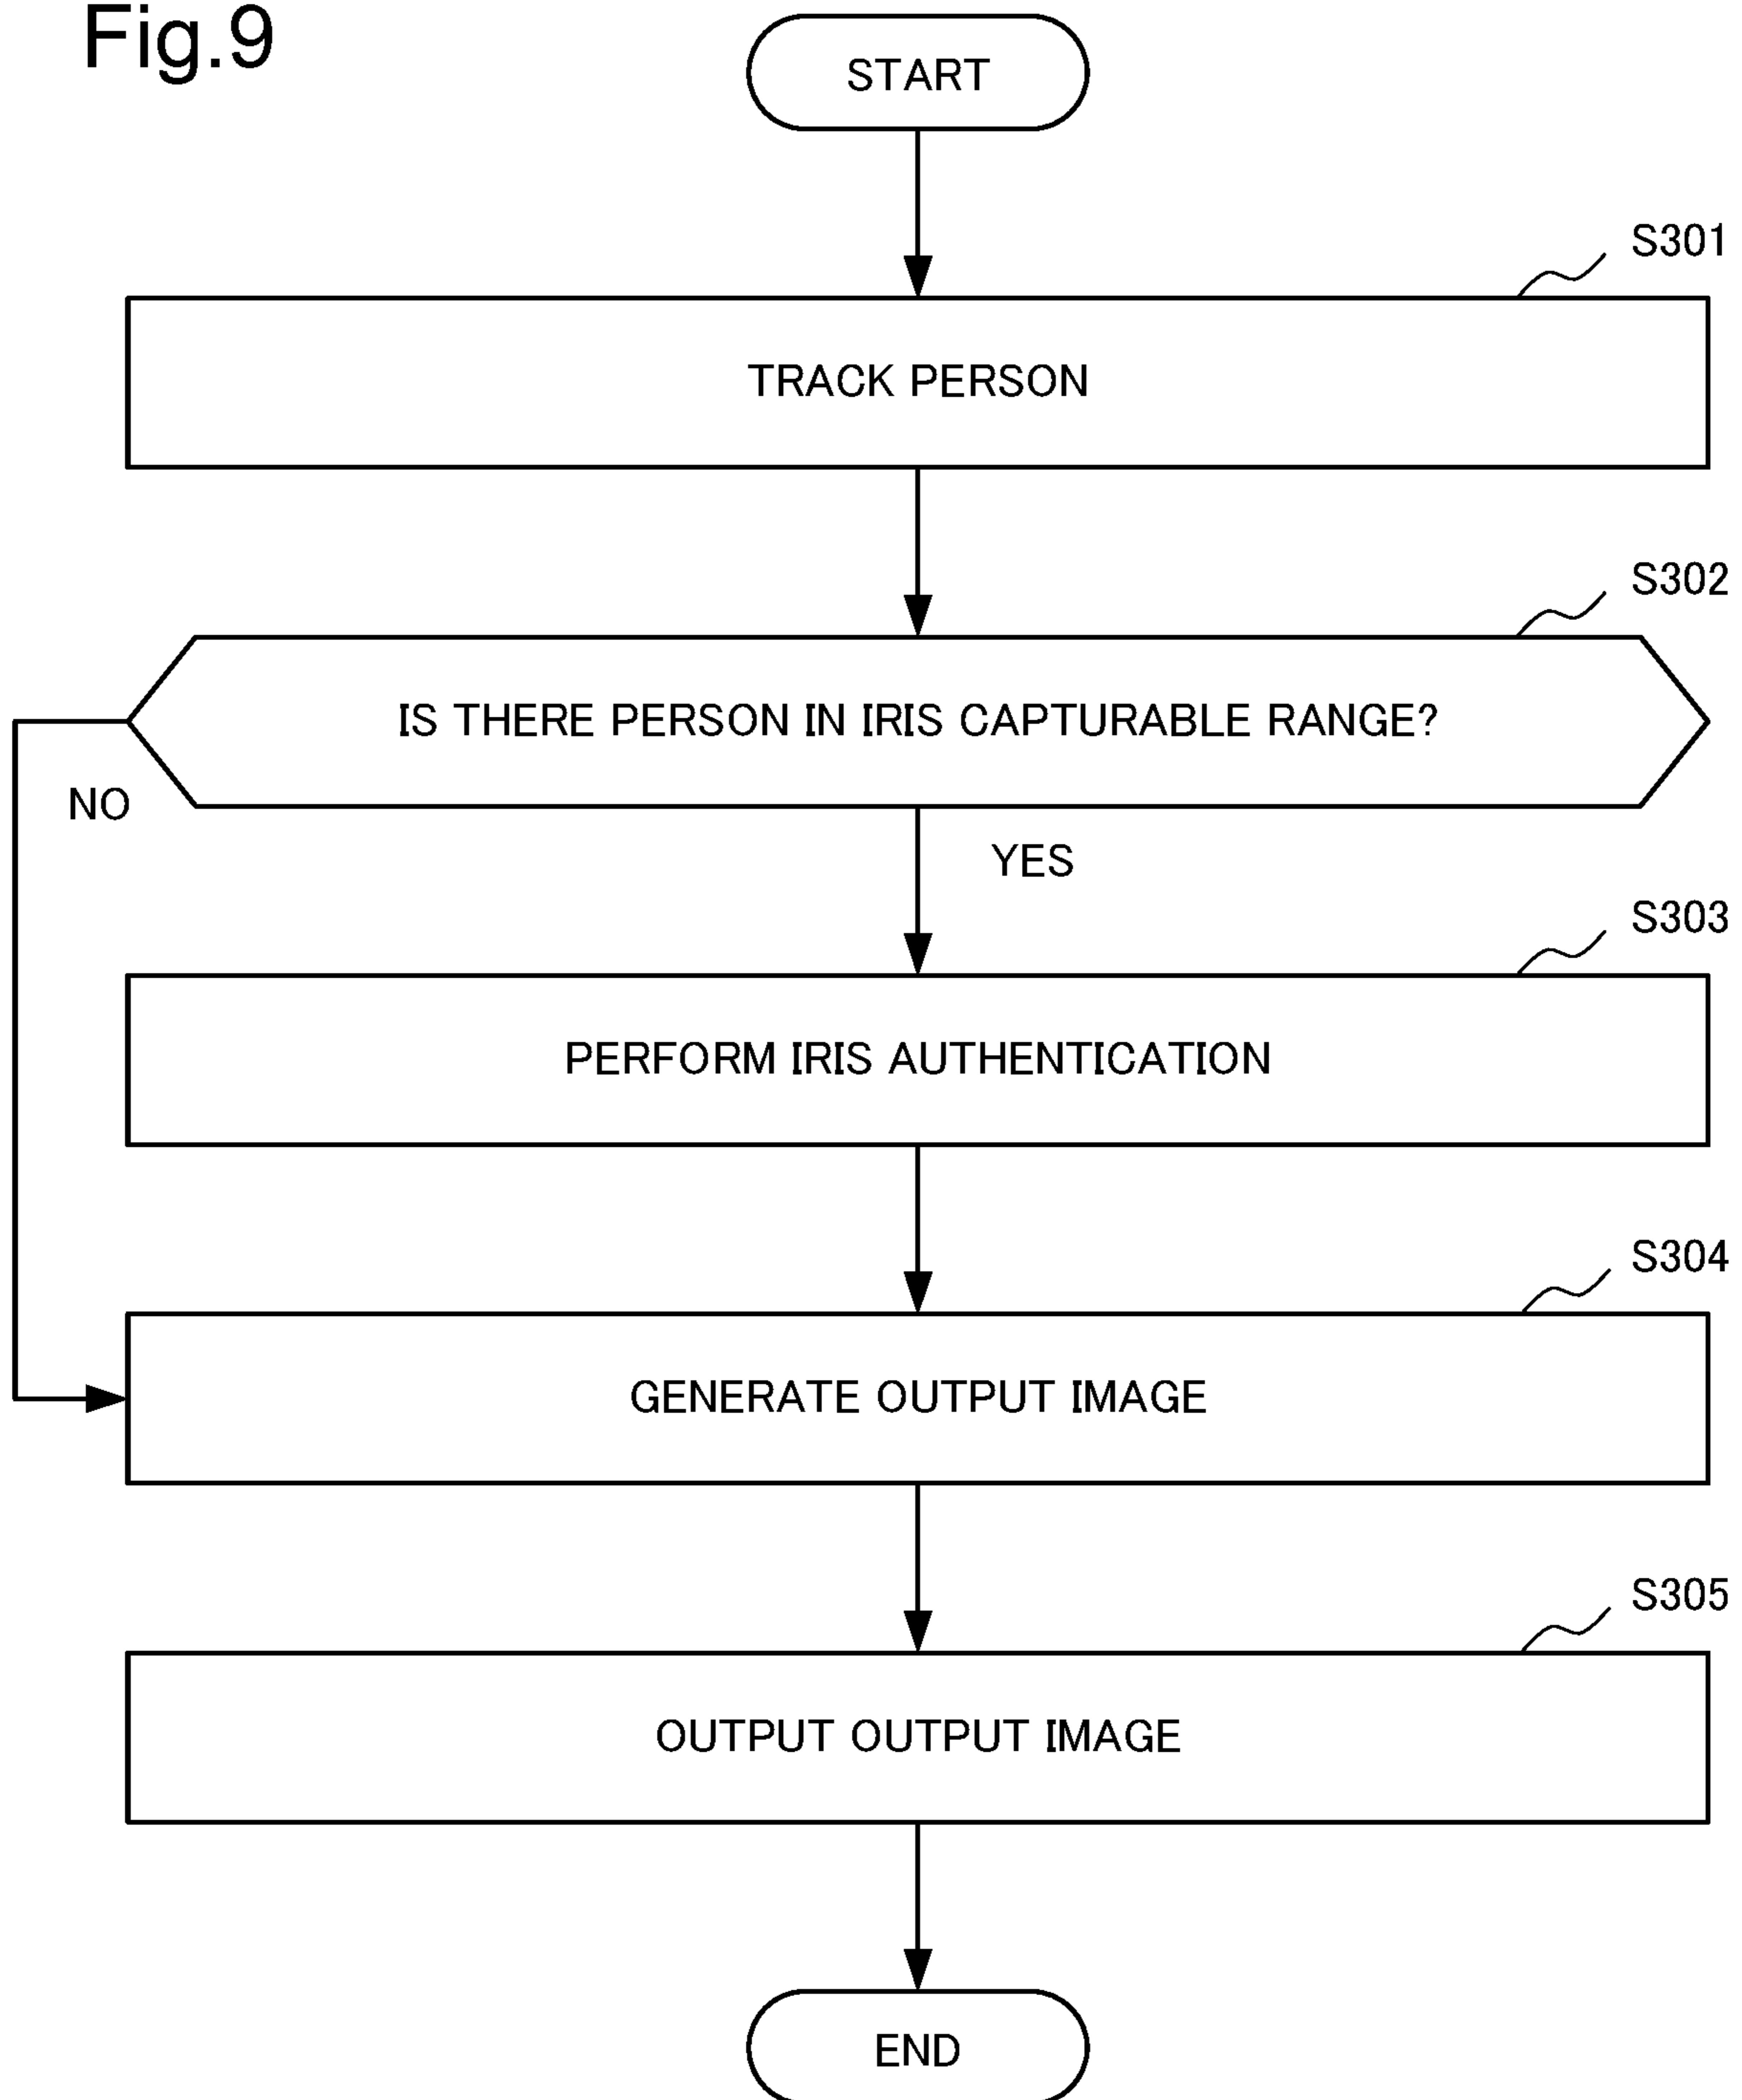 Fig.9
START
S301
TRACK PERSON
S302
IS THERE PERSON IN IRIS CAPTURABLE RANGE?
NO
YES
S303
PERFORM IRIS AUTHENTICATION
S304
GENERATE OUTPUT IMAGE
S305
OUTPUT OUTPUT IMAGE
END